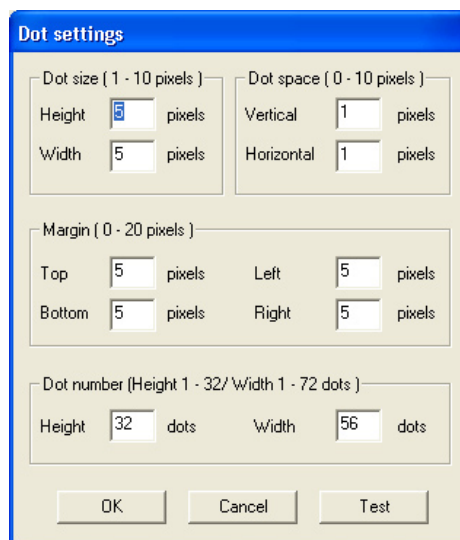 Dot settings
Dot size ( 1 - 10 pixels )
Height 5 pixels
Width 5 pixels
Dot space ( 0 - 10 pixels )
Vertical 1 pixels
Horizontal 1 pixels
Margin ( 0 - 20 pixels )
Top 5 pixels Left 5 pixels
Bottom 5 pixels Right 5 pixels
Dot number (Height 1 - 32/ Width 1 - 72 dots )
Height 32 dots Width 56 dots
OK Cancel Test